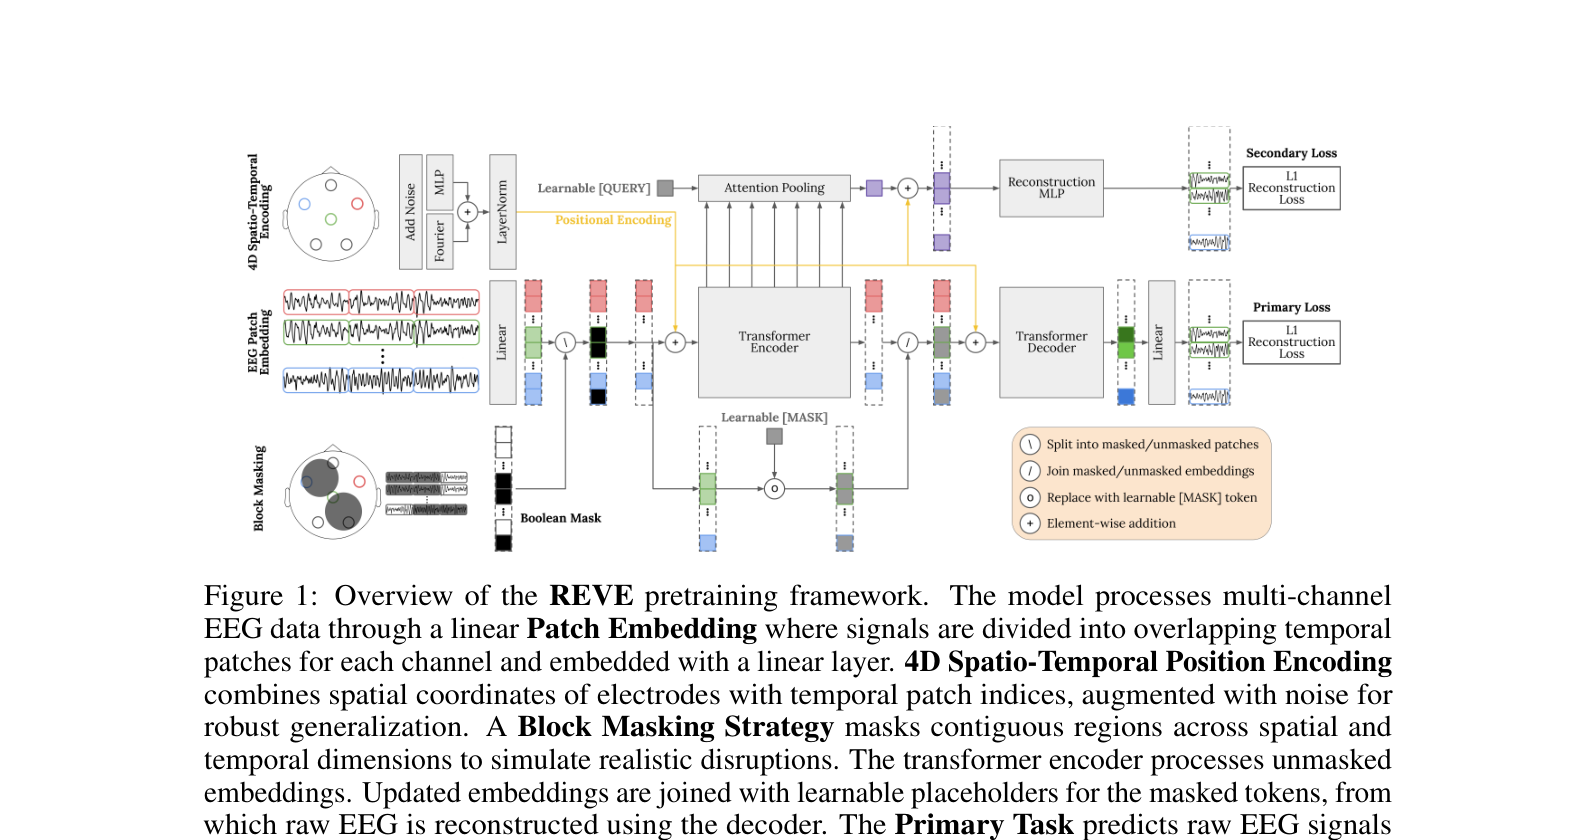 4D Spatio-Temporal
Encoding
Add Noise
MLP
Fourier
+
LayerNorm
Learnable [QUERY]
Attention Pooling
+
Reconstruction
MLP
Secondary Loss
L1
Reconstruction
Loss
Positional Encoding
EEG Patch
Embedding
Linear
\
+
Transformer
Encoder
/
+
Transformer
Decoder
Linear
Primary Loss
L1
Reconstruction
Loss
Block Masking
Boolean Mask
Learnable [MASK]
o
\ Split into masked/unmasked patches
/ Join masked/unmasked embeddings
o Replace with learnable [MASK] token
+ Element-wise addition
Figure 1: Overview of the REVE pretraining framework. The model processes multi-channel
EEG data through a linear Patch Embedding where signals are divided into overlapping temporal
patches for each channel and embedded with a linear layer. 4D Spatio-Temporal Position Encoding
combines spatial coordinates of electrodes with temporal patch indices, augmented with noise for
robust generalization. A Block Masking Strategy masks contiguous regions across spatial and
temporal dimensions to simulate realistic disruptions. The transformer encoder processes unmasked
embeddings. Updated embeddings are joined with learnable placeholders for the masked tokens, from
which raw EEG is reconstructed using the decoder. The Primary Task predicts raw EEG signals